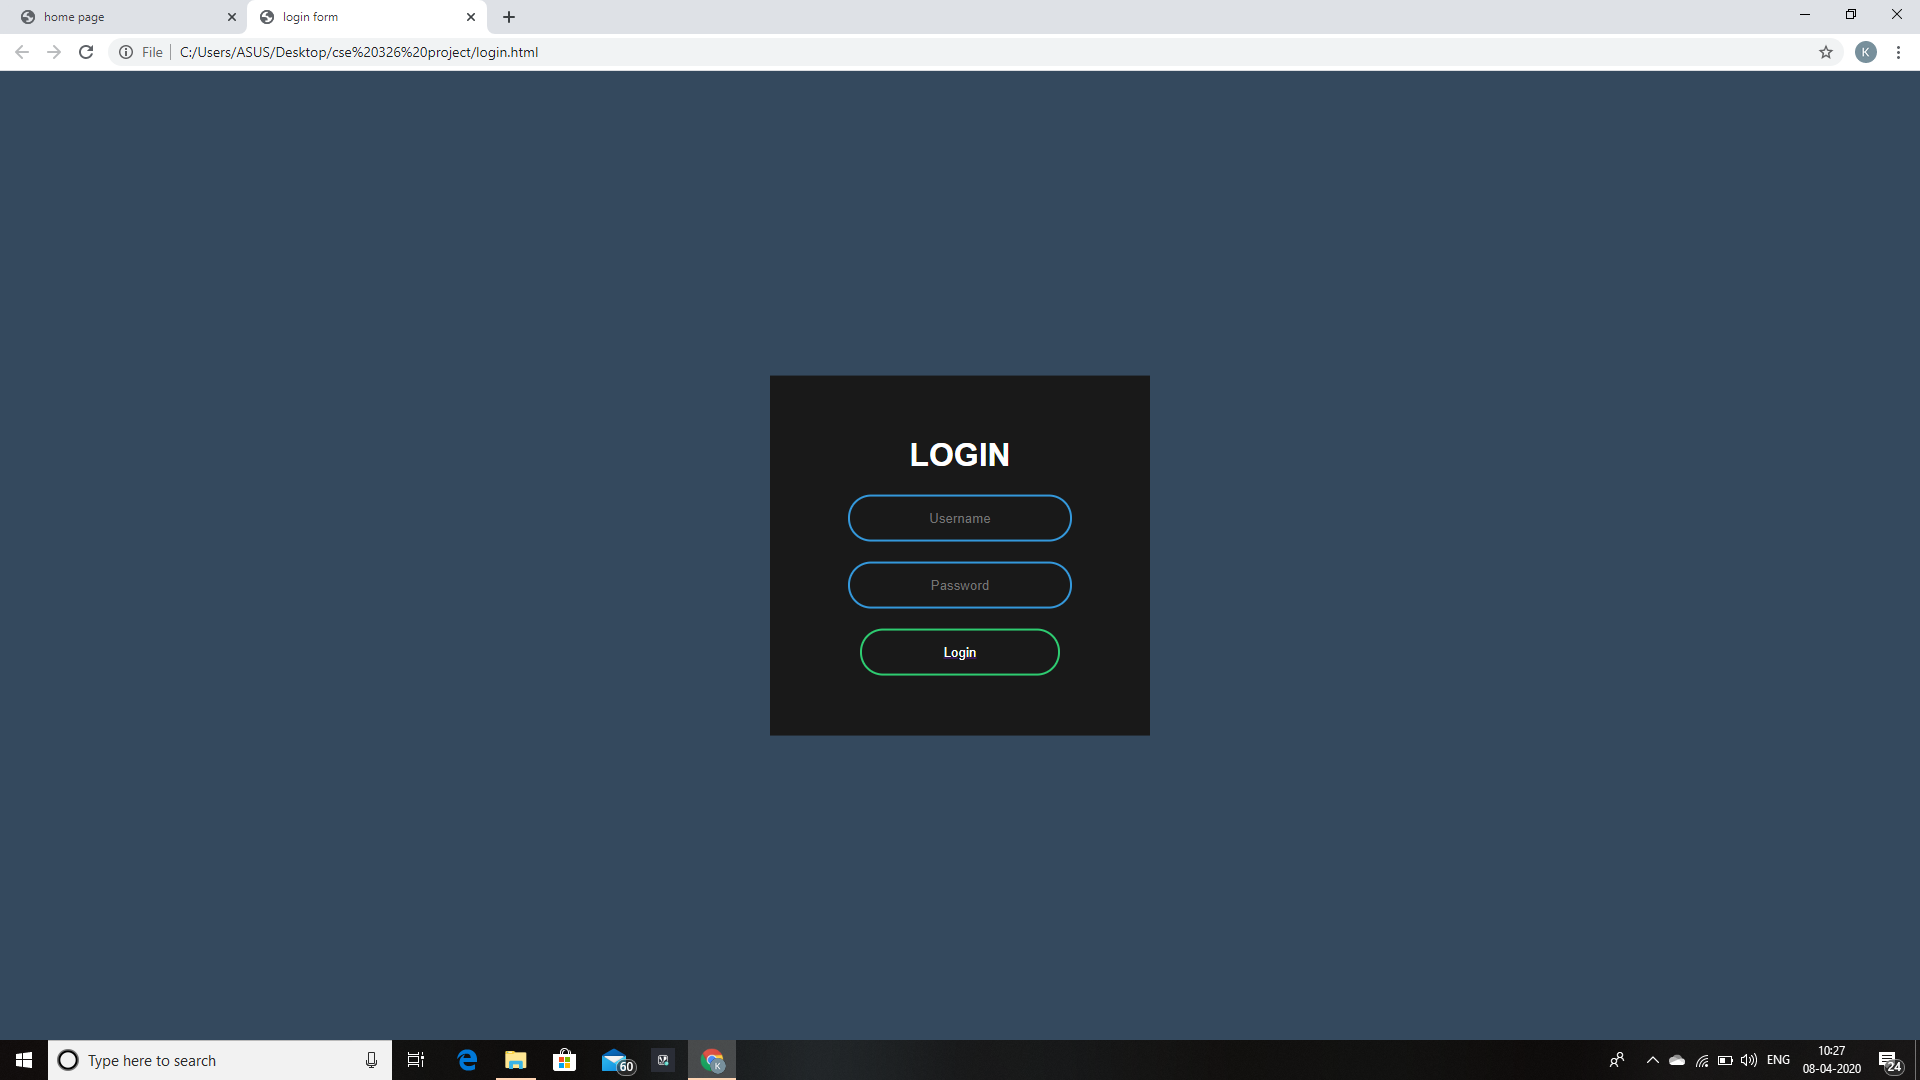 home page
login form
File
C:/Users/ASUS/Desktop/cse%20326%20project/login.html
K
LOGIN
Username
Password
Login
Type here to search
60
K
ENG
10:27
08-04-2020
24